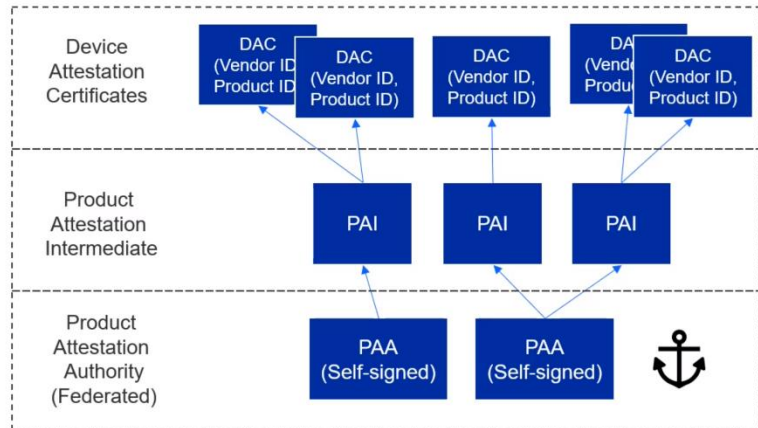 Device
Attestation
Certificates
DAC
(Vendor ID,
Product ID)
DAC
(Vendor ID,
Product ID)
DAC
(Vendor ID,
Product ID)
(Vendor ID,
DAC
(Vendor ID,
Product ID)
Product
Attestation
Intermediate
PAI
PAI
PAI
Product
Attestation
Authority
(Federated)
PAA
(Self-signed)
PAA
(Self-signed)